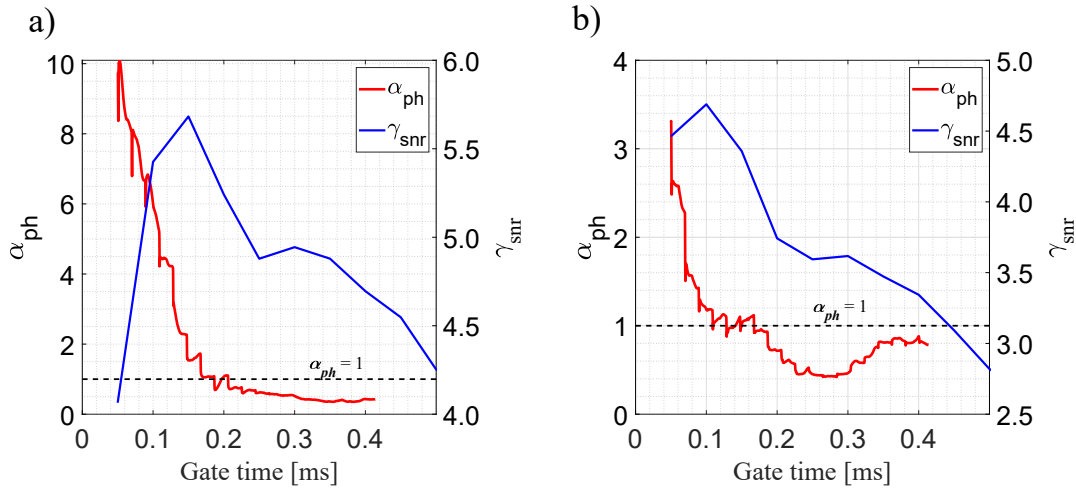 a)
10
8
6
4
2
0
α_ph
6.0
5.5
5.0
4.5
4.0
γ_snr
α_ph
γ_snr
α_ph = 1
0 0.1 0.2 0.3 0.4
Gate time [ms]
b)
4
3
2
1
0
α_ph
5.0
4.5
4.0
3.5
3.0
2.5
γ_snr
α_ph
γ_snr
α_ph = 1
0 0.1 0.2 0.3 0.4
Gate time [ms]